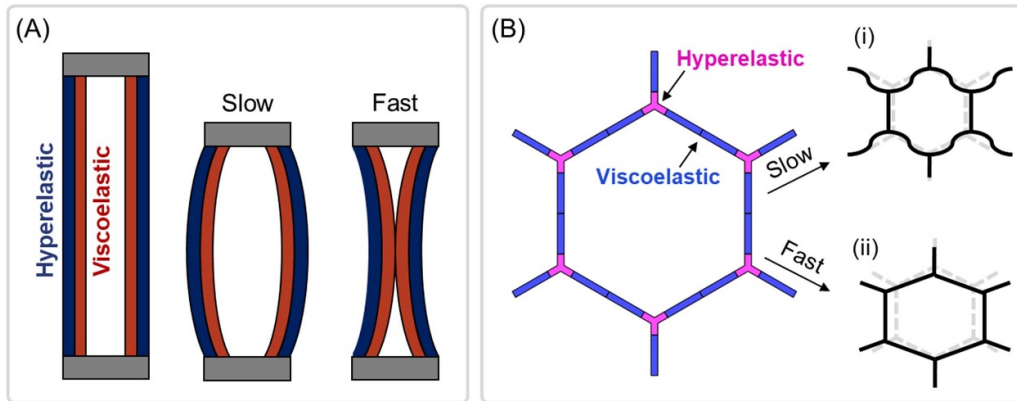 (A)
Hyperelastic
Viscoelastic
Slow
Fast
(B)
Hyperelastic
Viscoelastic
Slow
Fast
(i)
(ii)